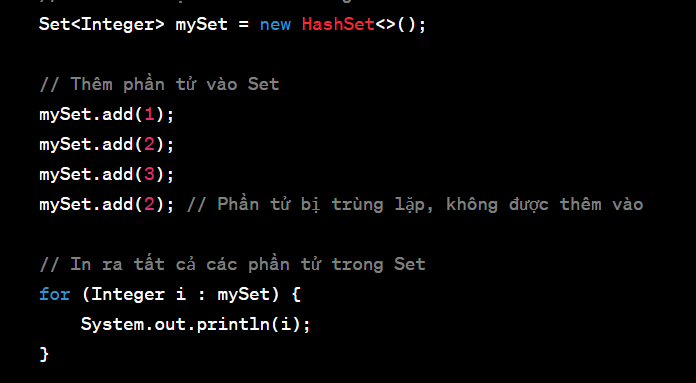 Set<Integer> mySet = new HashSet<>();
// Thêm phần tử vào Set
mySet.add(1);
mySet.add(2);
mySet.add(3);
mySet.add(2); // Phần tử bị trùng lặp, không được thêm vào
// In ra tất cả các phần tử trong Set
for (Integer i : mySet) {
    System.out.println(i);
}